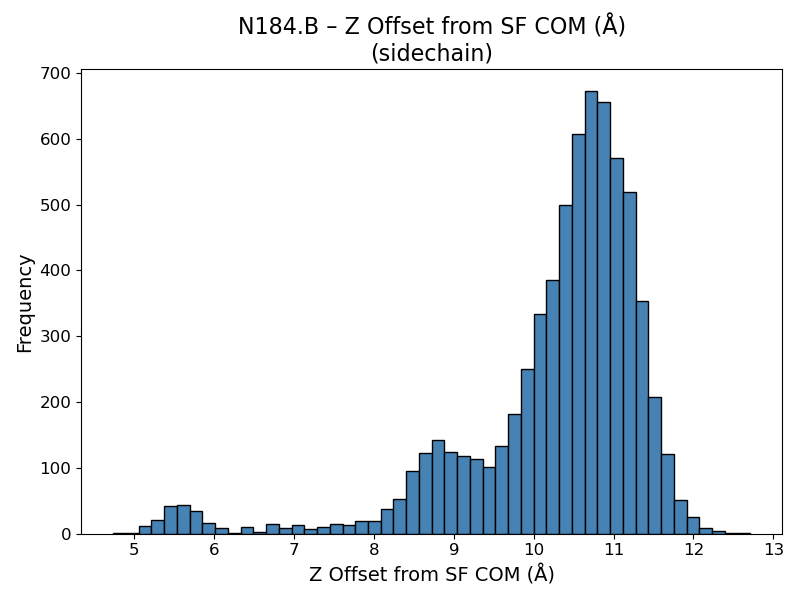 N184.B – Z Offset from SF COM (Å)
(sidechain)
Frequency
700
600
500
400
300
200
100
0
5 6 7 8 9 10 11 12 13
Z Offset from SF COM (Å)